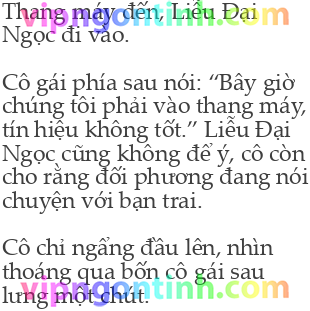 Thang máy đến, Liễu Đại
Ngọc đi vào.
Cô gái phía sau nói: “Bây giờ
chúng tôi phải vào thang máy,
tín hiệu không tốt.” Liễu Đại
Ngọc cũng không để ý, cô còn
cho rằng đối phương đang nói
chuyện với bạn trai.
Cô chỉ ngẩng đầu lên, nhìn
thoáng qua bốn cô gái sau
lưng một chút.
vipngontinh.com
vipngontinh.com